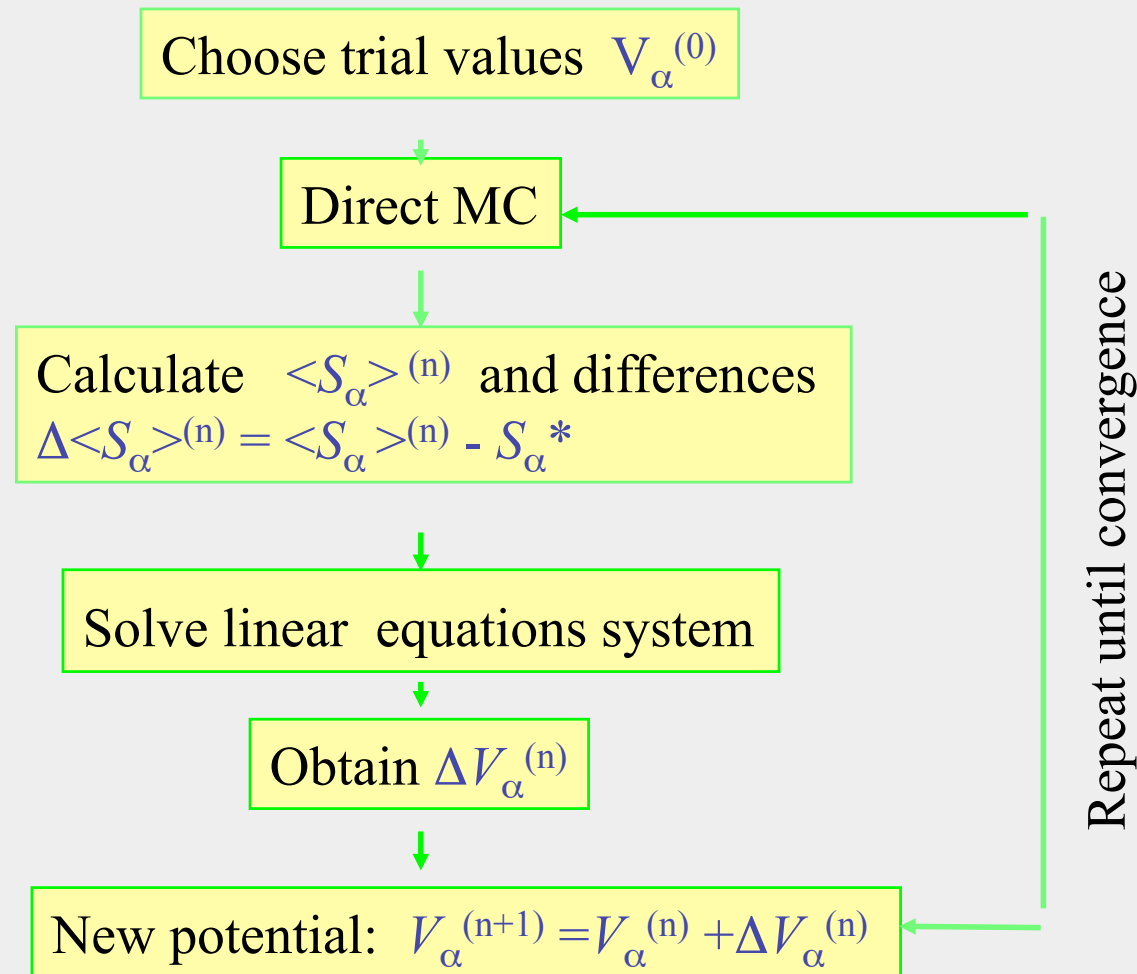 Choose trial values V_α^(0)
Direct MC
Calculate <S_α>^(n) and differences
Δ<S_α>^(n) = <S_α>^(n) - S_α*
Solve linear equations system
Obtain ΔV_α^(n)
New potential: V_α^(n+1) =V_α^(n) +ΔV_α^(n)
Repeat until convergence